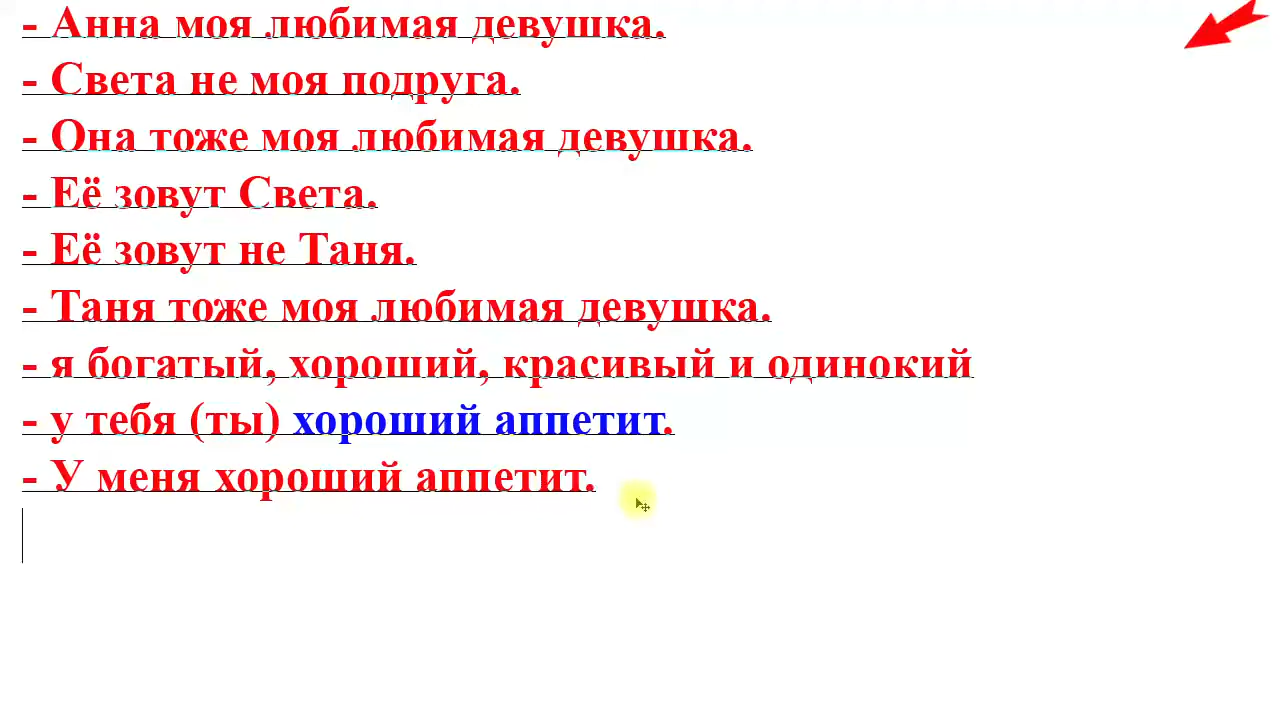 - Анна моя любимая девушка.
- Света не моя подруга.
- Она тоже моя любимая девушка.
- Её зовут Света.
- Её зовут не Таня.
- Таня тоже моя любимая девушка.
- я богатый, хороший, красивый и одинокий
- у тебя (ты) хороший аппетит.
- У меня хороший аппетит.